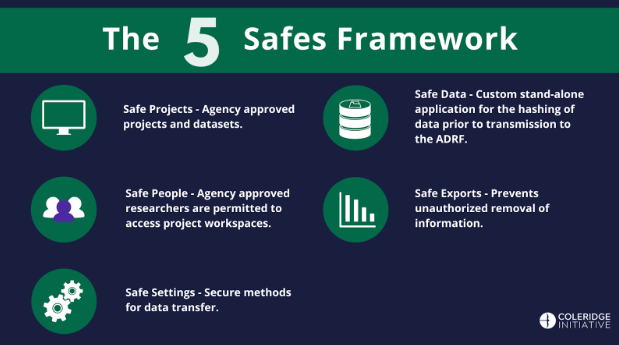 The 5 Safes Framework
Safe Projects - Agency approved
projects and datasets.
Safe People - Agency approved
researchers are permitted to
access project workspaces.
Safe Settings - Secure methods
for data transfer.
Safe Data - Custom stand-alone
application for the hashing of
data prior to transmission to
the ADRF.
Safe Exports - Prevents
unauthorized removal of
information.
COLERIDGE
INITIATIVE